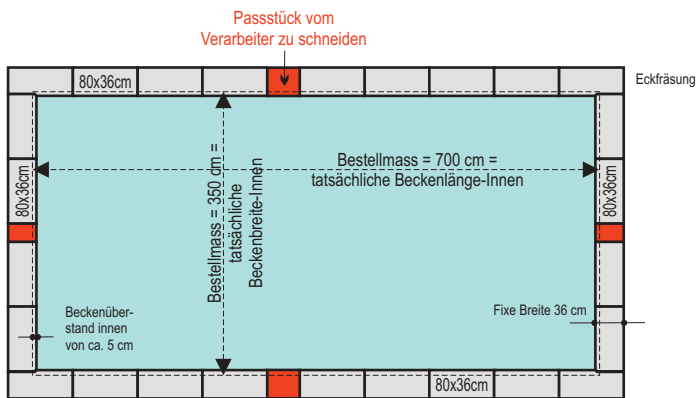 Passstück vom
Verarbeiter zu schneiden
80x36cm
Eckfräsung
Bestellmass = 700 cm =
tatsächliche Beckenlänge-Innen
Bestellmass = 350 cm =
tatsächliche
Beckenbreite-Innen
80x36cm
80x36cm
Beckenüber-
stand innen
von ca. 5 cm
Fixe Breite 36 cm
80x36cm